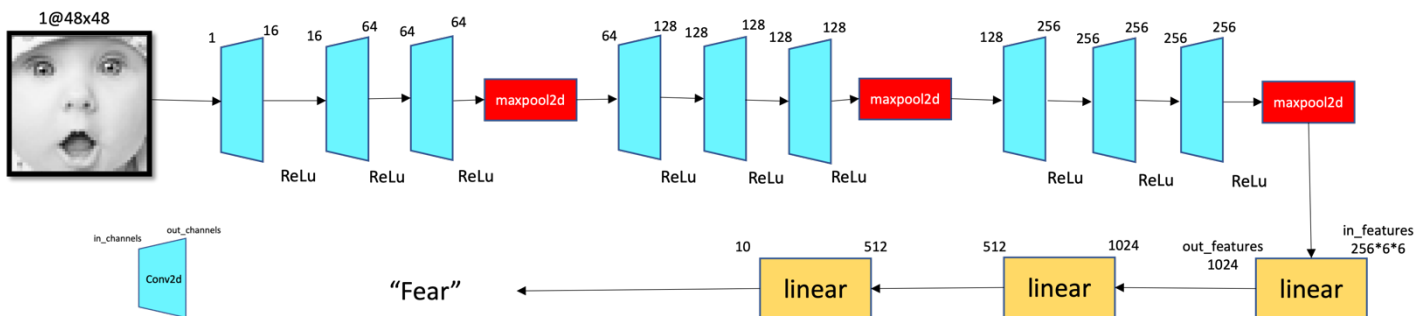 1@48x48
1
16
16
64
64
64
maxpool2d
64
128
128
128
128
128
maxpool2d
128
256
256
256
256
256
maxpool2d
ReLu
ReLu
ReLu
ReLu
ReLu
ReLu
ReLu
ReLu
ReLu
in_channels
out_channels
Conv2d
"Fear"
10
512
linear
512
1024
linear
out_features
1024
in_features
256*6*6
linear